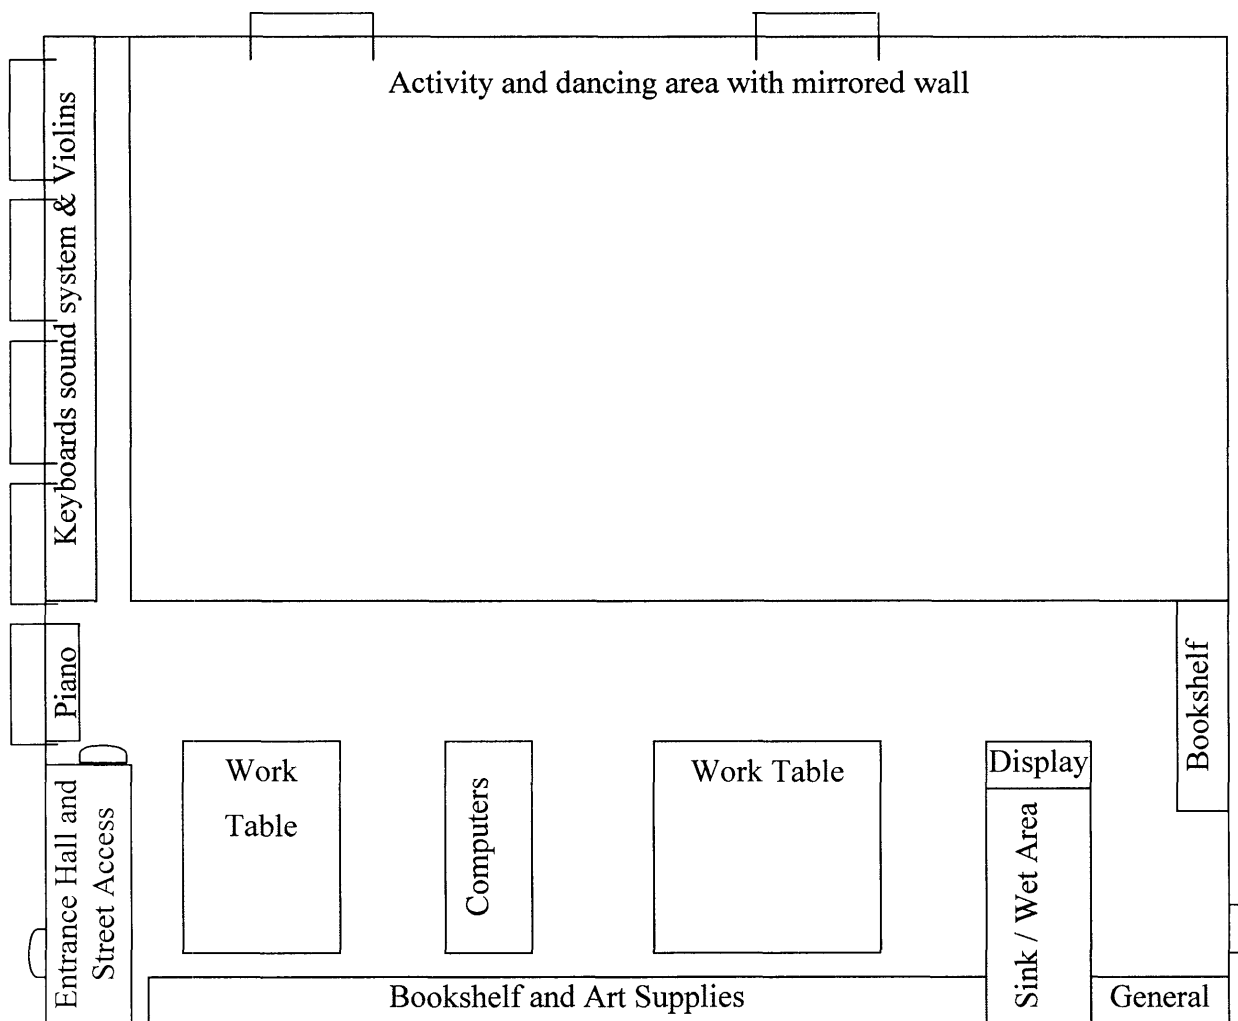 Activity and dancing area with mirrored wall
Keyboards sound system & Violins
Piano
Bookshelf
Entrance Hall and
Street Access
Work
Table
Computers
Work Table
Display
Sink / Wet Area
Bookshelf and Art Supplies
General